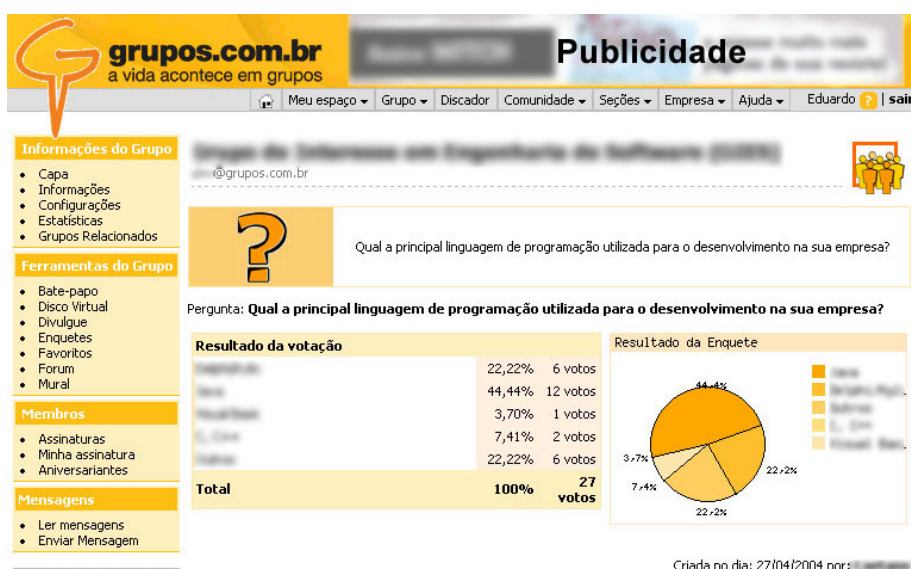 grupos.com.br
a vida acontece em grupos
Publicidade
Meu espaço Grupo Discador Comunidade Seções Empresa Ajuda Eduardo ? | sair
Informações do Grupo
Capa
Informações
Configurações
Estatísticas
Grupos Relacionados
Ferramentas do Grupo
Bate-papo
Disco Virtual
Divulgue
Enquetes
Favoritos
Forum
Mural
Membros
Assinaturas
Minha assinatura
Aniversariantes
Mensagens
Ler mensagens
Enviar Mensagem
@grupos.com.br
? Qual a principal linguagem de programação utilizada para o desenvolvimento na sua empresa?
Pergunta: Qual a principal linguagem de programação utilizada para o desenvolvimento na sua empresa?
Resultado da votação
22,22% 6 votos
44,44% 12 votos
3,70% 1 votos
7,41% 2 votos
22,22% 6 votos
Total 100% 27
votos
Resultado da Enquete
44,4%
3,7%
22,2%
7,4%
22,2%
Criada no dia: 27/04/2004 por: